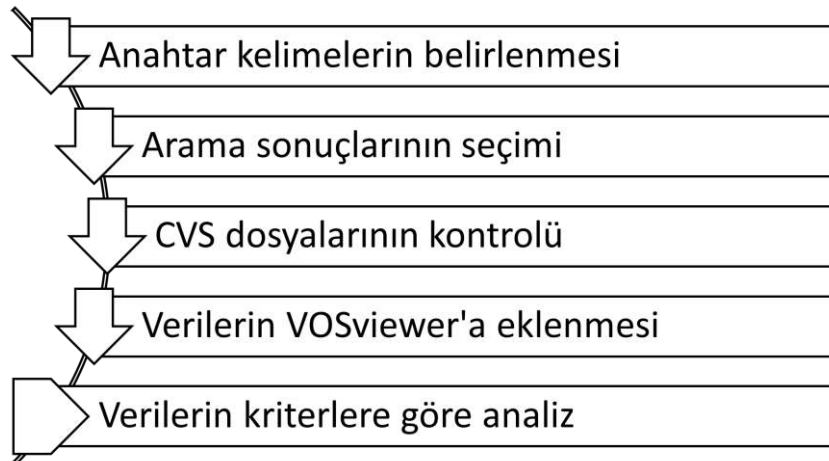 Anahtar kelimelerin belirlenmesi
Arama sonuçlarının seçimi
CVS dosyalarının kontrolü
Verilerin VOSviewer'a eklenmesi
Verilerin kriterlere göre analiz